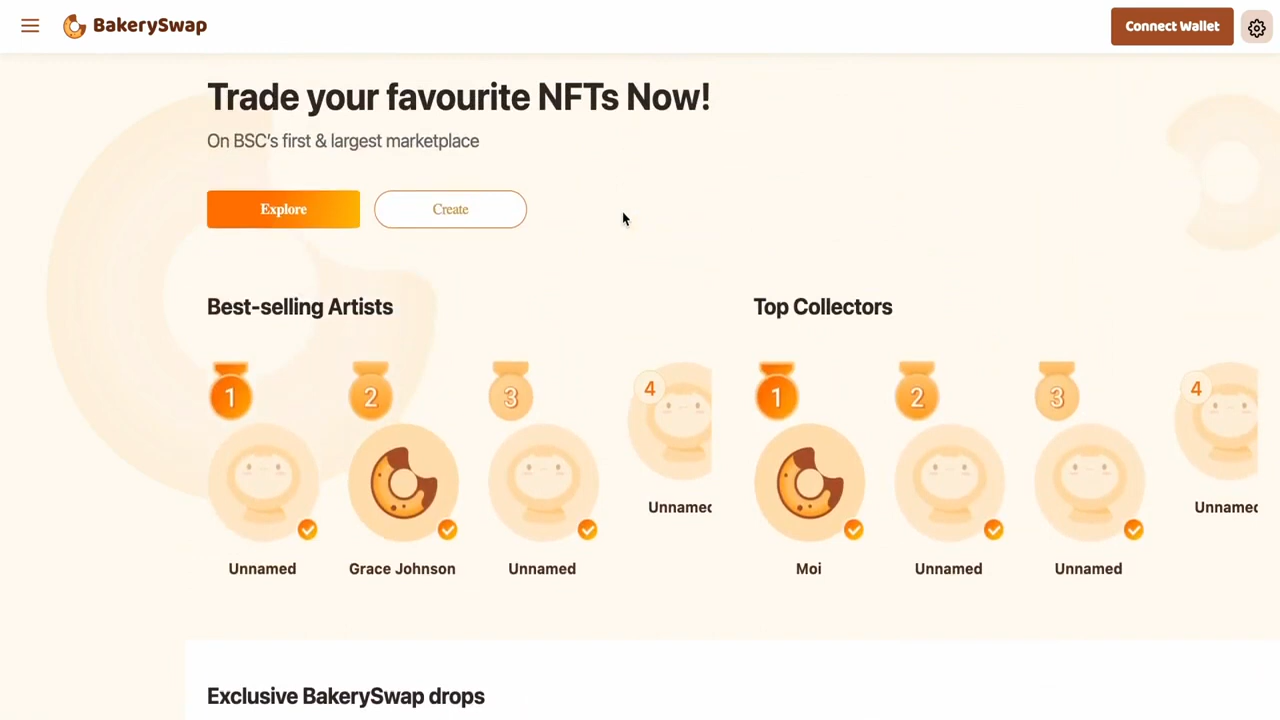 BakerySwap
Connect Wallet
Trade your favourite NFTs Now!
On BSC's first & largest marketplace
Explore
Create
Best-selling Artists
1
2
3
4
Unnamed
Grace Johnson
Unnamed
Unnamed
Top Collectors
1
2
3
4
Moi
Unnamed
Unnamed
Unnamed
Exclusive BakerySwap drops